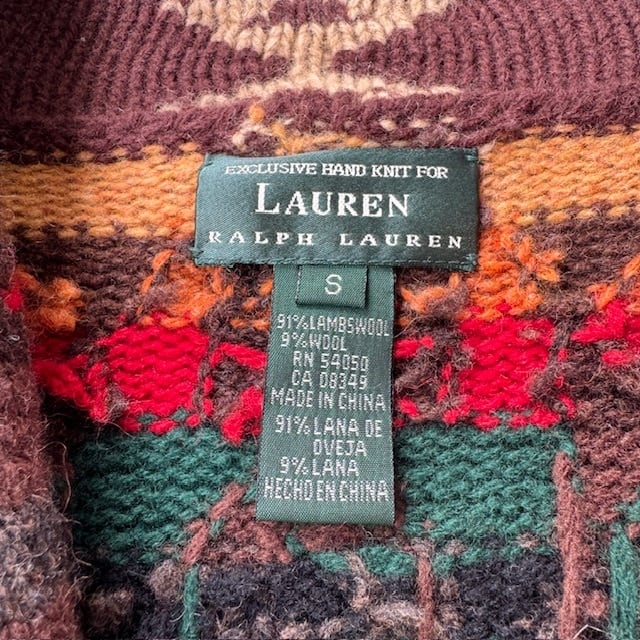 EXCLUSIVE HAND KNIT FOR
LAUREN
RALPH LAUREN
S
91% LAMBSWOOL
9% WOOL
RN 54050
CA 08349
MADE IN CHINA
91% LANA DE
OVEJA
9% LANA
HECHO EN CHINA